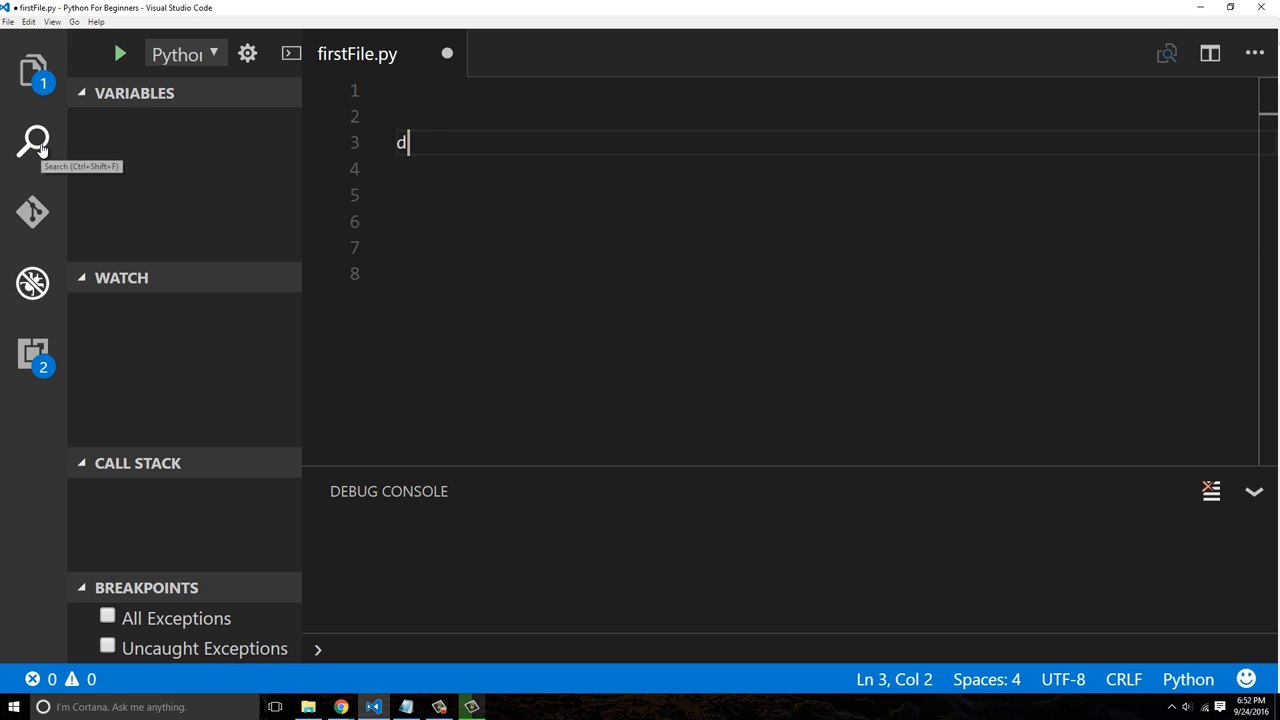 • firstFile.py - Python For Beginners - Visual Studio Code
File Edit View Go Help
Python
firstFile.py
1
VARIABLES
1
2
3 d
4
5
6
7
8
Search (Ctrl+Shift+F)
WATCH
2
CALL STACK
DEBUG CONSOLE
BREAKPOINTS
All Exceptions
Uncaught Exceptions
0 0 Ln 3, Col 2 Spaces: 4 UTF-8 CRLF Python
I'm Cortana. Ask me anything.
6:52 PM
9/24/2016